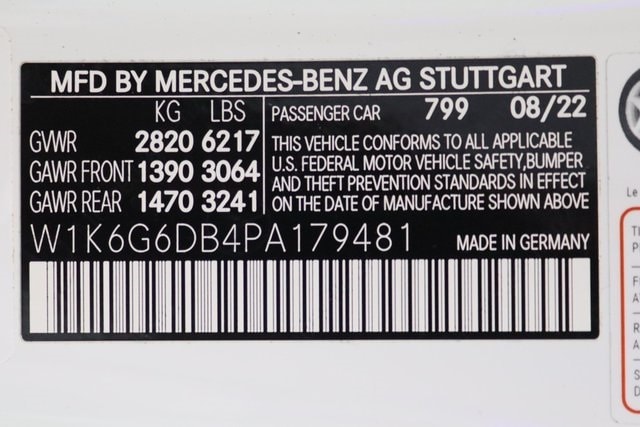 MFD BY MERCEDES-BENZ AG STUTTGART
KG LBS
GVWR 2820 6217
GAWR FRONT 1390 3064
GAWR REAR 1470 3241
PASSENGER CAR 799 08/22
THIS VEHICLE CONFORMS TO ALL APPLICABLE
U.S. FEDERAL MOTOR VEHICLE SAFETY,BUMPER
AND THEFT PREVENTION STANDARDS IN EFFECT
ON THE DATE OF MANUFACTURE SHOWN ABOVE
W1K6G6DB4PA179481 MADE IN GERMANY
Le